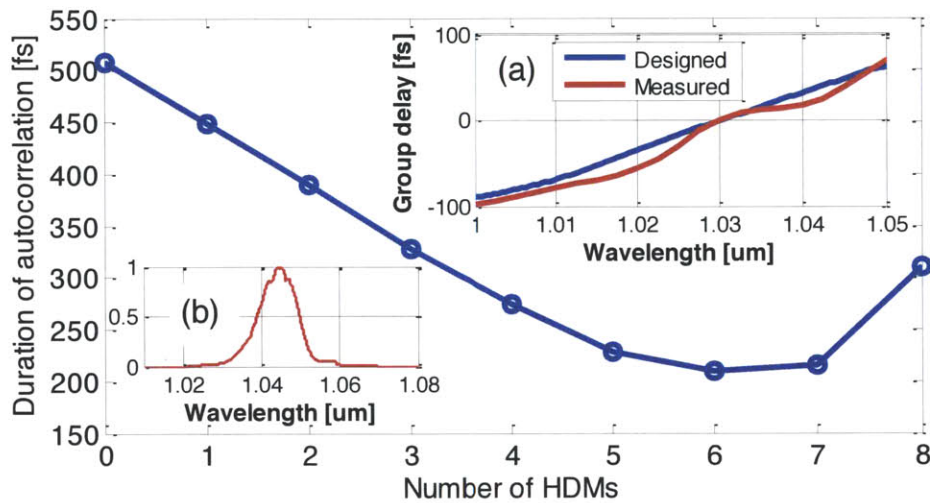 550
500
450
400
350
300
250
200
150
0 1 2 3 4 5 6 7 8
Duration of autocorrelation [fs]
Number of HDMs
(a)
Designed
Measured
100
0
-100
1 1.01 1.02 1.03 1.04 1.05
Group delay [fs]
Wavelength [um]
(b)
1
0.5
0
1.02 1.04 1.06 1.08
Wavelength [um]